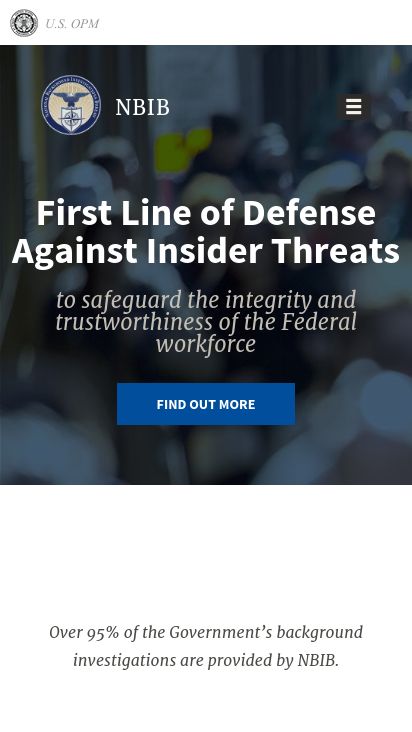 U.S. OPM
NBIB
First Line of Defense
Against Insider Threats
to safeguard the integrity and
trustworthiness of the Federal
workforce
FIND OUT MORE
Over 95% of the Government's background
investigations are provided by NBIB.